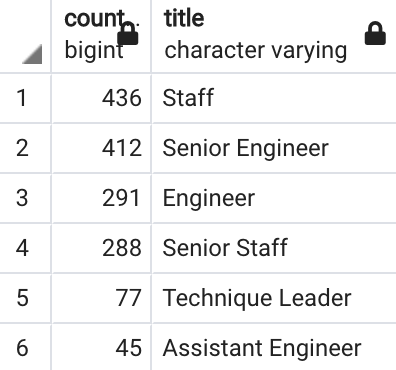 count. title
bigint character varying
1 436 Staff
2 412 Senior Engineer
3 291 Engineer
4 288 Senior Staff
5 77 Technique Leader
6 45 Assistant Engineer